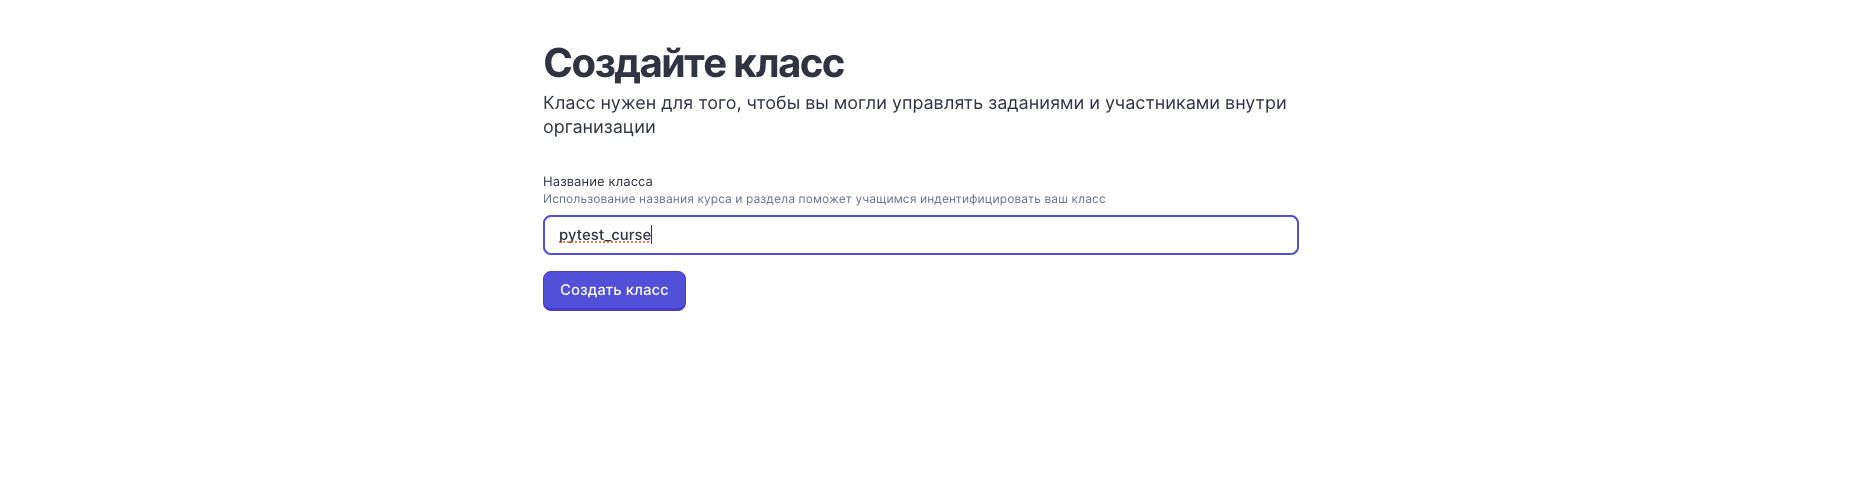 Создайте класс
Класс нужен для того, чтобы вы могли управлять заданиями и участниками внутри
организации
Название класса
Использование названия курса и раздела поможет учащимся индентифицировать ваш класс
pytest_curse
Создать класс